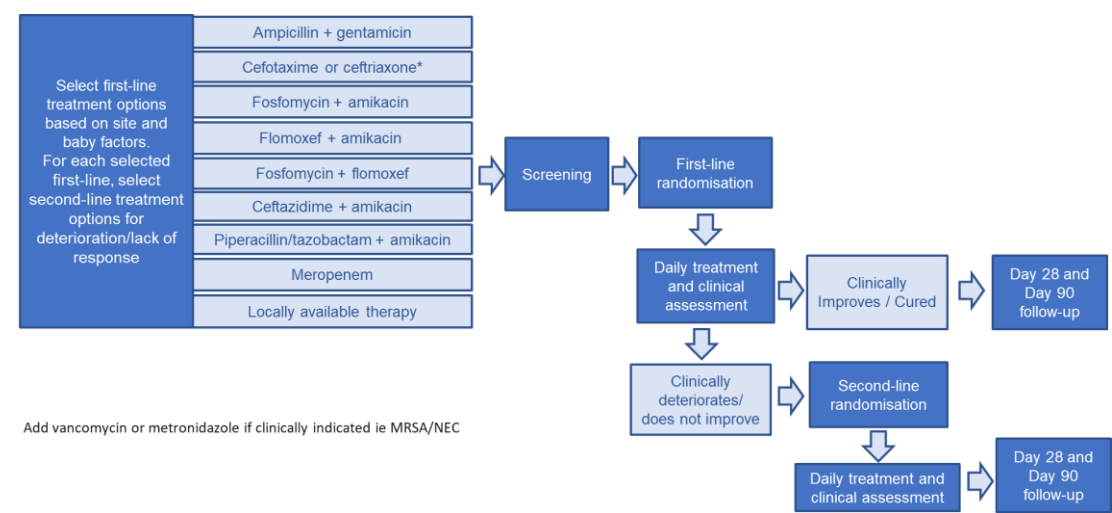 Select first-line
treatment options
based on site and
baby factors.
For each selected
first-line, select
second-line treatment
options for
deterioration/lack of
response
Ampicillin + gentamicin
Cefotaxime or ceftriaxone*
Fosfomycin + amikacin
Flomoxef + amikacin
Fosfomycin + flomoxef
Ceftazidime + amikacin
Piperacillin/tazobactam + amikacin
Meropenem
Locally available therapy
Screening
First-line
randomisation
Daily treatment
and clinical
assessment
Clinically
Improves / Cured
Day 28 and
Day 90
follow-up
Clinically
deteriorates/
does not improve
Second-line
randomisation
Daily treatment and
clinical assessment
Day 28 and
Day 90
follow-up
Add vancomycin or metronidazole if clinically indicated ie MRSA/NEC